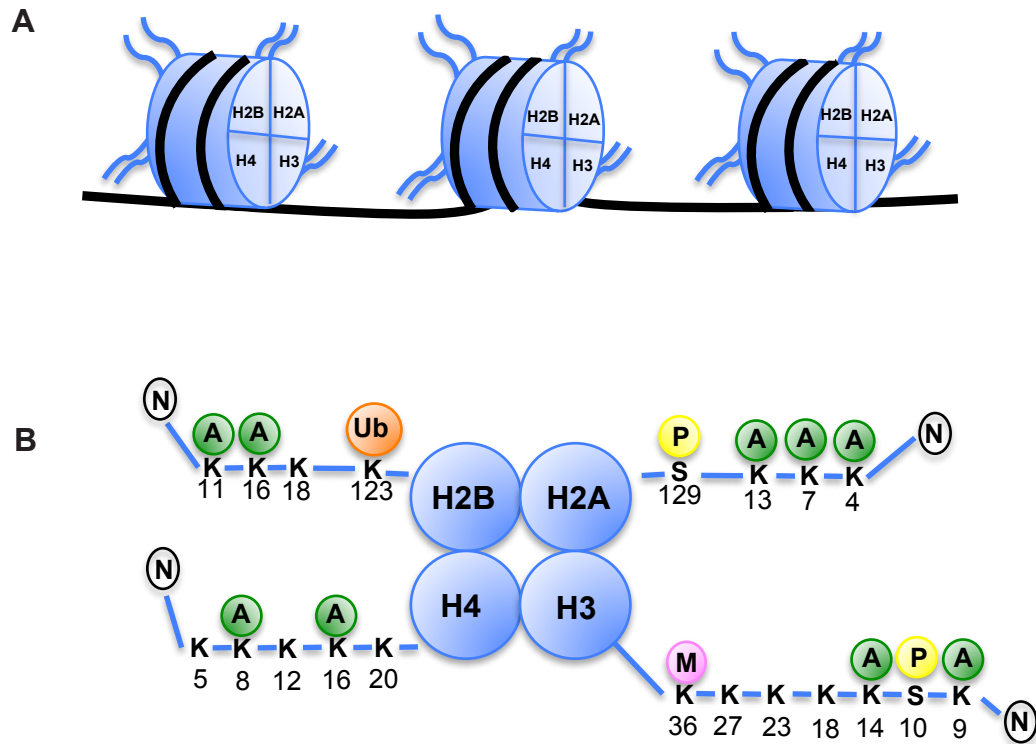 A
H2B H2A
H4 H3
H2B H2A
H4 H3
H2B H2A
H4 H3
B
N
A A Ub
K K K K
11 16 18 123
H2B H2A
P A A A N
S K K K
129 13 7 4
N
A A
K K K K K
5 8 12 16 20
H4 H3
M A P A
K K K K K S K N
36 27 23 18 14 10 9